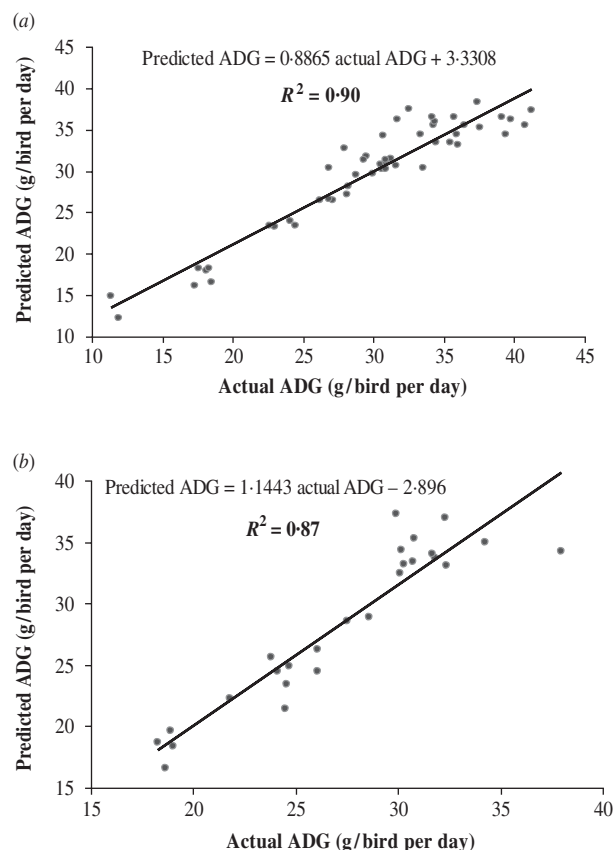 (a)
45
40
35
30
25
20
15
10
Predicted ADG (g/bird per day)
Predicted ADG = 0·8865 actual ADG + 3·3308
R² = 0·90
10 15 20 25 30 35 40 45
Actual ADG (g/bird per day)
(b)
40
35
30
25
20
15
Predicted ADG (g/bird per day)
Predicted ADG = 1·1443 actual ADG – 2·896
R² = 0·87
15 20 25 30 35 40
Actual ADG (g/bird per day)